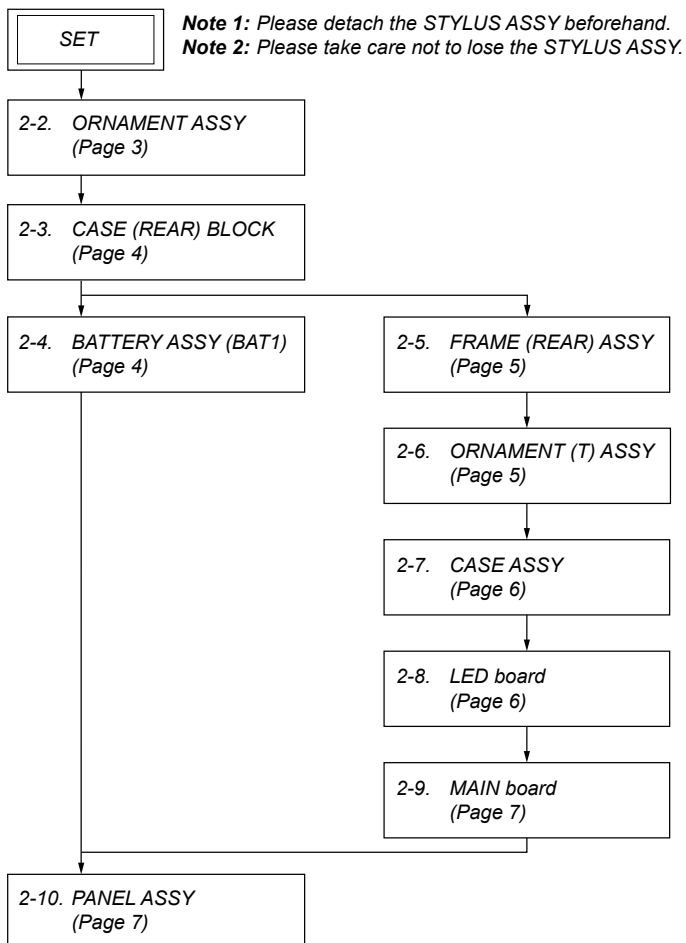 SET
Note 1: Please detach the STYLUS ASSY beforehand.
Note 2: Please take care not to lose the STYLUS ASSY.
2-2. ORNAMENT ASSY
(Page 3)
2-3. CASE (REAR) BLOCK
(Page 4)
2-4. BATTERY ASSY (BAT1)
(Page 4)
2-5. FRAME (REAR) ASSY
(Page 5)
2-6. ORNAMENT (T) ASSY
(Page 5)
2-7. CASE ASSY
(Page 6)
2-8. LED board
(Page 6)
2-9. MAIN board
(Page 7)
2-10. PANEL ASSY
(Page 7)